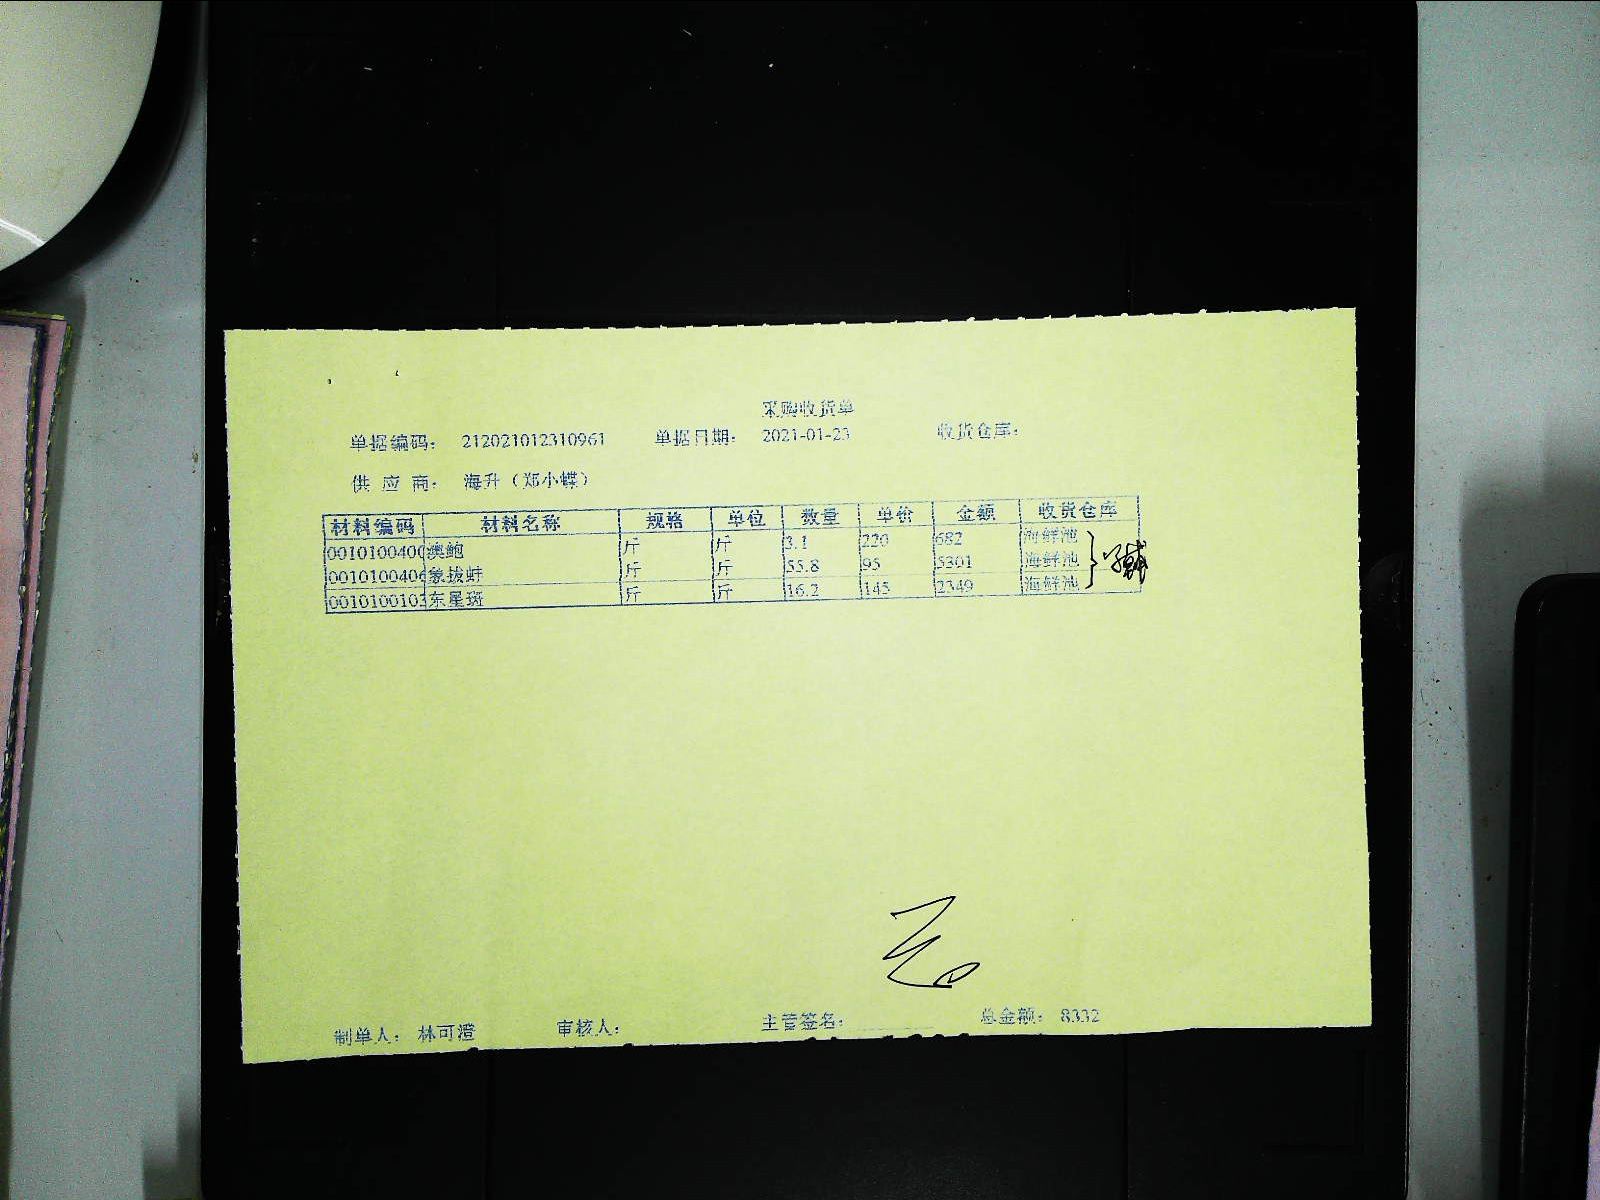 采购收货单
单据编码： 212021012310961 单据日期： 2021-01-23 收货仓库：
供 应 商： 海升（郑小蝶）
材料编码 材料名称 规格 单位 数量 单价 金额 收货仓库
0010100400 澳鲍 斤 斤 3.1 220 682 海鲜池
0010100406 象拔蚌 斤 斤 55.8 95 5301 海鲜池
0010100103 东星斑 斤 斤 16.2 145 2349 海鲜池
制单人： 林可澄 审核人： 主管签名： 总金额： 8332